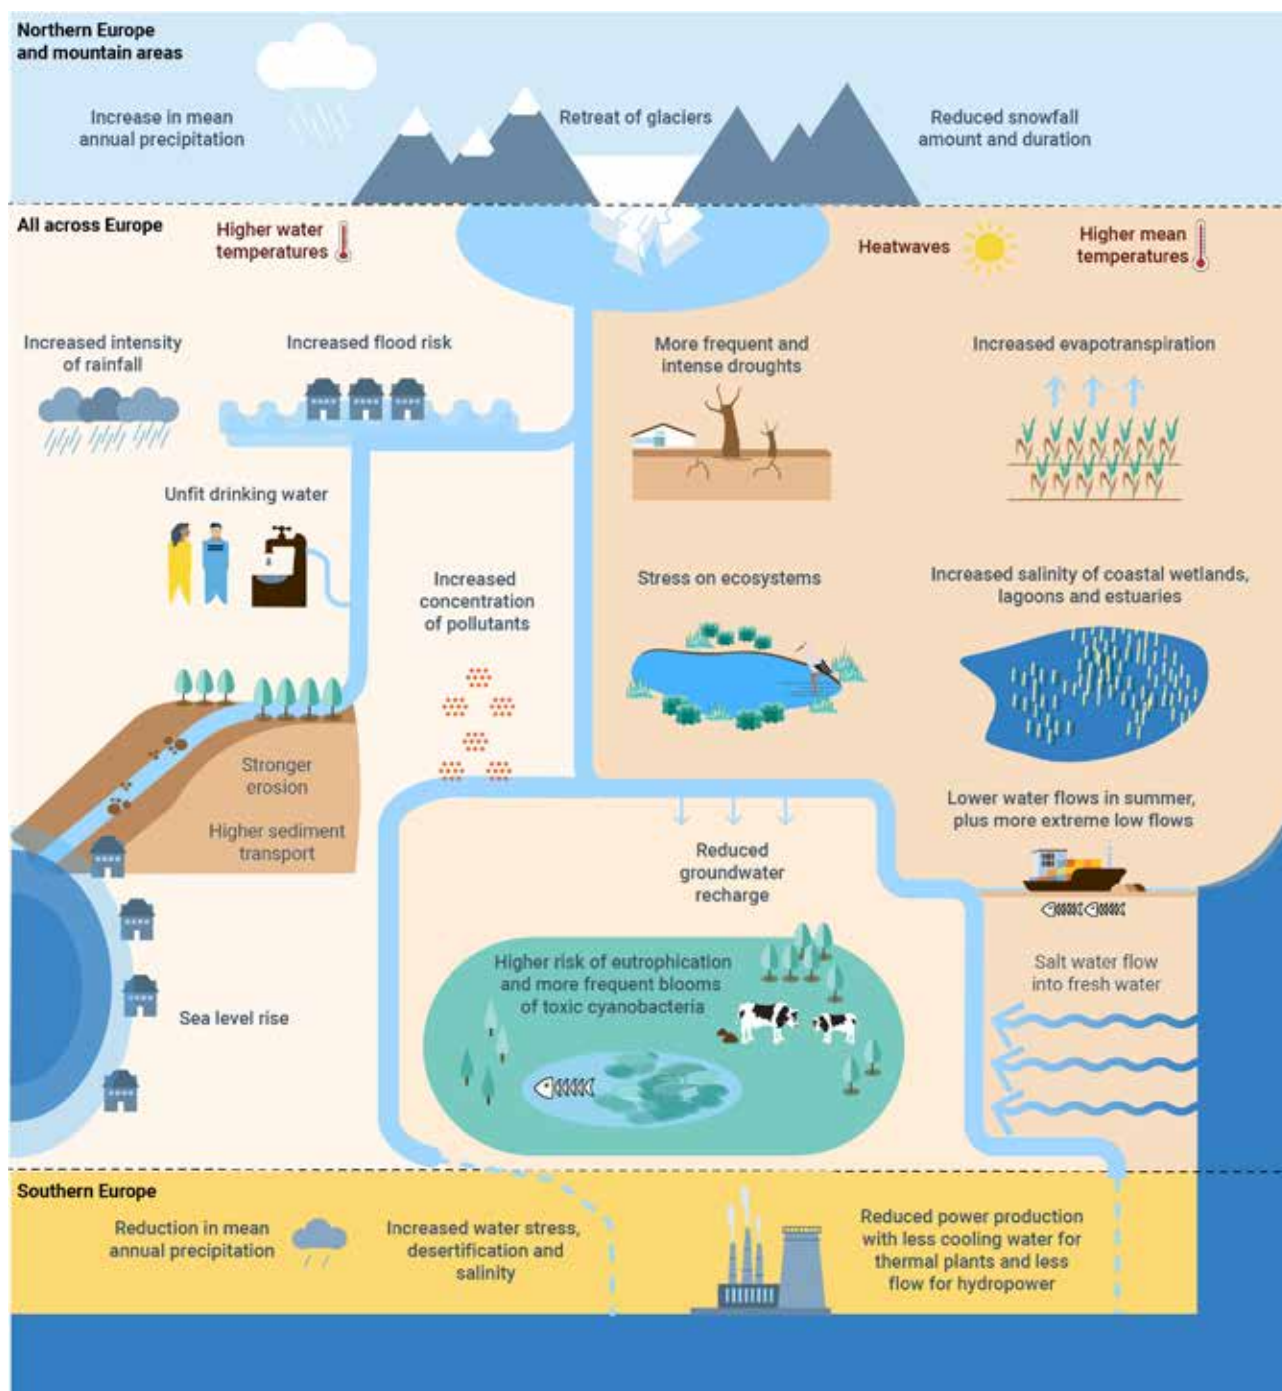 Northern Europe
and mountain areas
Increase in mean
annual precipitation
Retreat of glaciers
Reduced snowfall
amount and duration
All across Europe
Higher water
temperatures
Heatwaves
Higher mean
temperatures
Increased intensity
of rainfall
Increased flood risk
More frequent and
intense droughts
Increased evapotranspiration
Unfit drinking water
Increased
concentration
of pollutants
Stress on ecosystems
Increased salinity of coastal wetlands,
lagoons and estuaries
Stronger
erosion
Higher sediment
transport
Lower water flows in summer,
plus more extreme low flows
Reduced
groundwater
recharge
Higher risk of eutrophication
and more frequent blooms
of toxic cyanobacteria
Salt water flow
into fresh water
Sea level rise
Southern Europe
Reduction in mean
annual precipitation
Increased water stress,
desertification and
salinity
Reduced power production
with less cooling water for
thermal plants and less
flow for hydropower